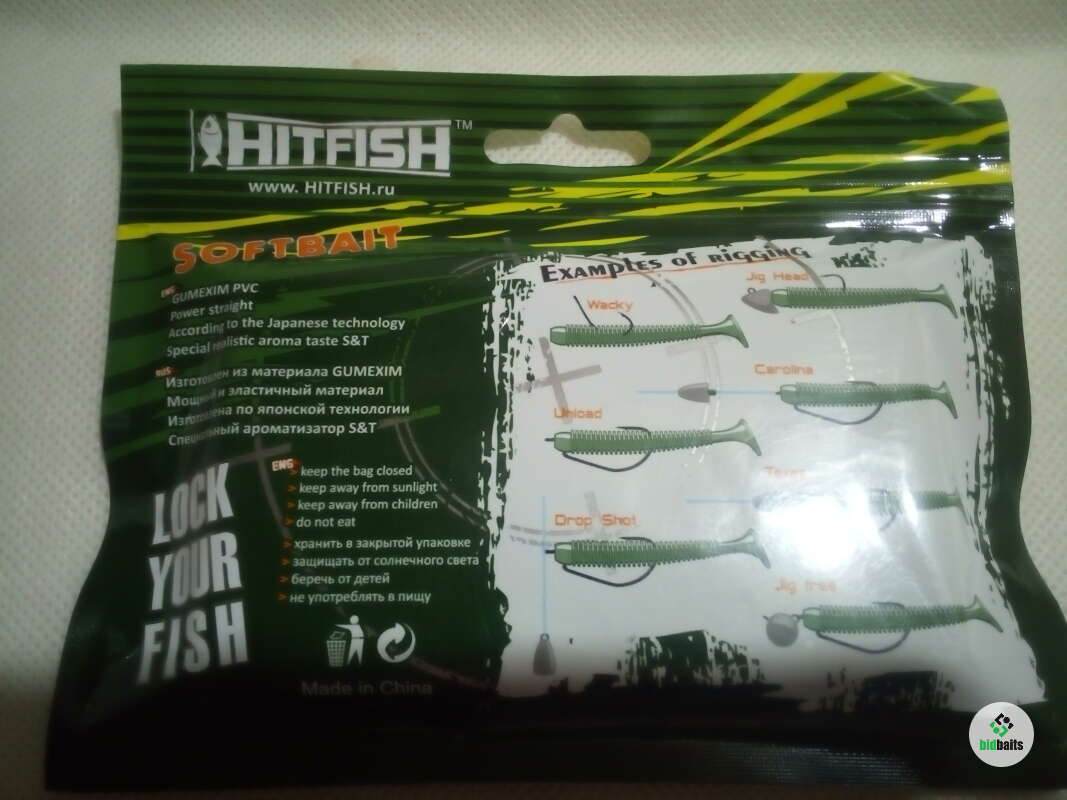 HITFISH™
www. HITFISH.ru
SOFTBAIT
ENG
GUMEXIM PVC
Power straight
According to the Japanese technology
Special realistic aroma taste S&T
RUS
Изготовлен из материала GUMEXIM
Мощный и эластичный материал
Изготовлена по японской технологии
Специальный ароматизатор S&T
LOCK
YOUR
FISH
ENG
> keep the bag closed
> keep away from sunlight
> keep away from children
> do not eat
> хранить в закрытой упаковке
> защищать от солнечного света
> беречь от детей
> не употреблять в пищу
Made in China
EXAMPLES OF RIGGING
Wacky
Jig Head
Carolina
Unload
Texas
Drop Shot
Jig free
bidbaits